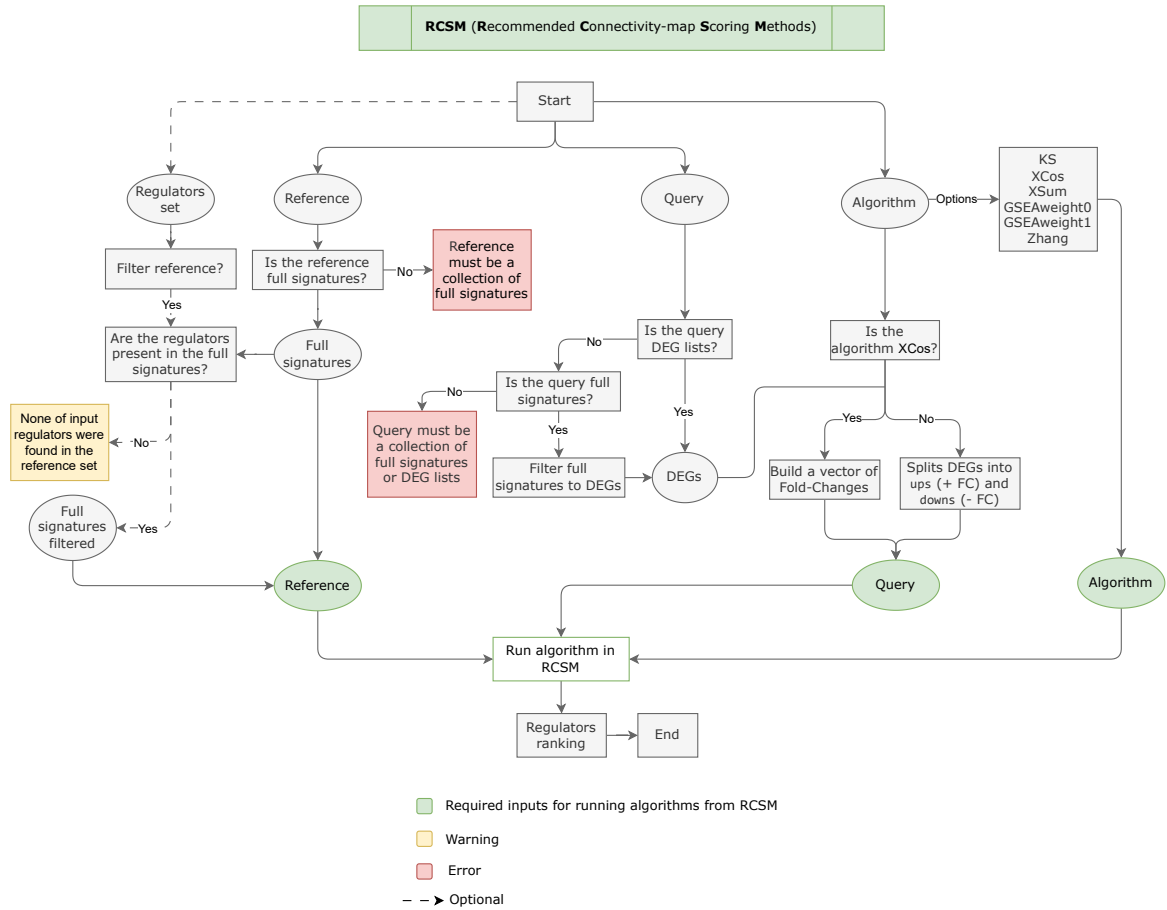 RCSM (Recommended Connectivity-map Scoring Methods)
Start
Regulators
set
Reference
Query
Algorithm
Options
KS
XCos
XSum
GSEAweight0
GSEAweight1
Zhang
Filter reference?
Is the reference
full signatures?
No
Reference
must be a
collection of
full signatures
Yes
Are the regulators
present in the full
signatures?
Full
signatures
Is the query
DEG lists?
Is the
algorithm XCos?
No
Is the query full
signatures?
No
Yes
Yes
Yes
No
None of input
regulators were
found in the
reference set
No
Query must be
a collection of
full signatures
or DEG lists
Filter full
signatures to DEGs
DEGs
Build a vector of
Fold-Changes
Splits DEGs into
ups (+ FC) and
downs (- FC)
Full
signatures
filtered
Yes
Reference
Query
Algorithm
Run algorithm in
RCSM
Regulators
ranking
End
Required inputs for running algorithms from RCSM
Warning
Error
Optional